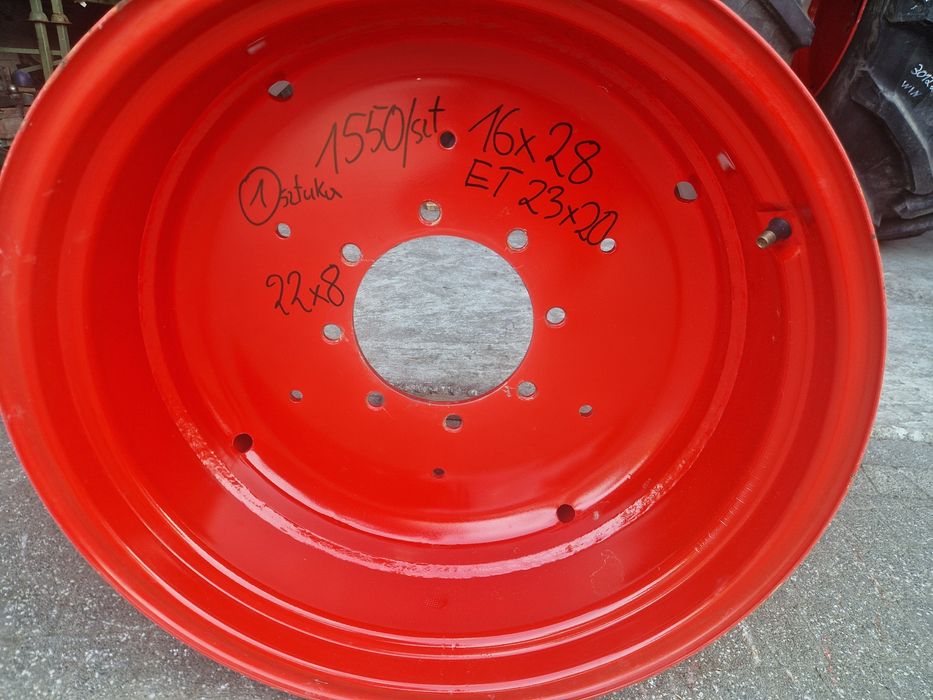 1550/szt
① sztuka
22x8
16x28
ET 23x20